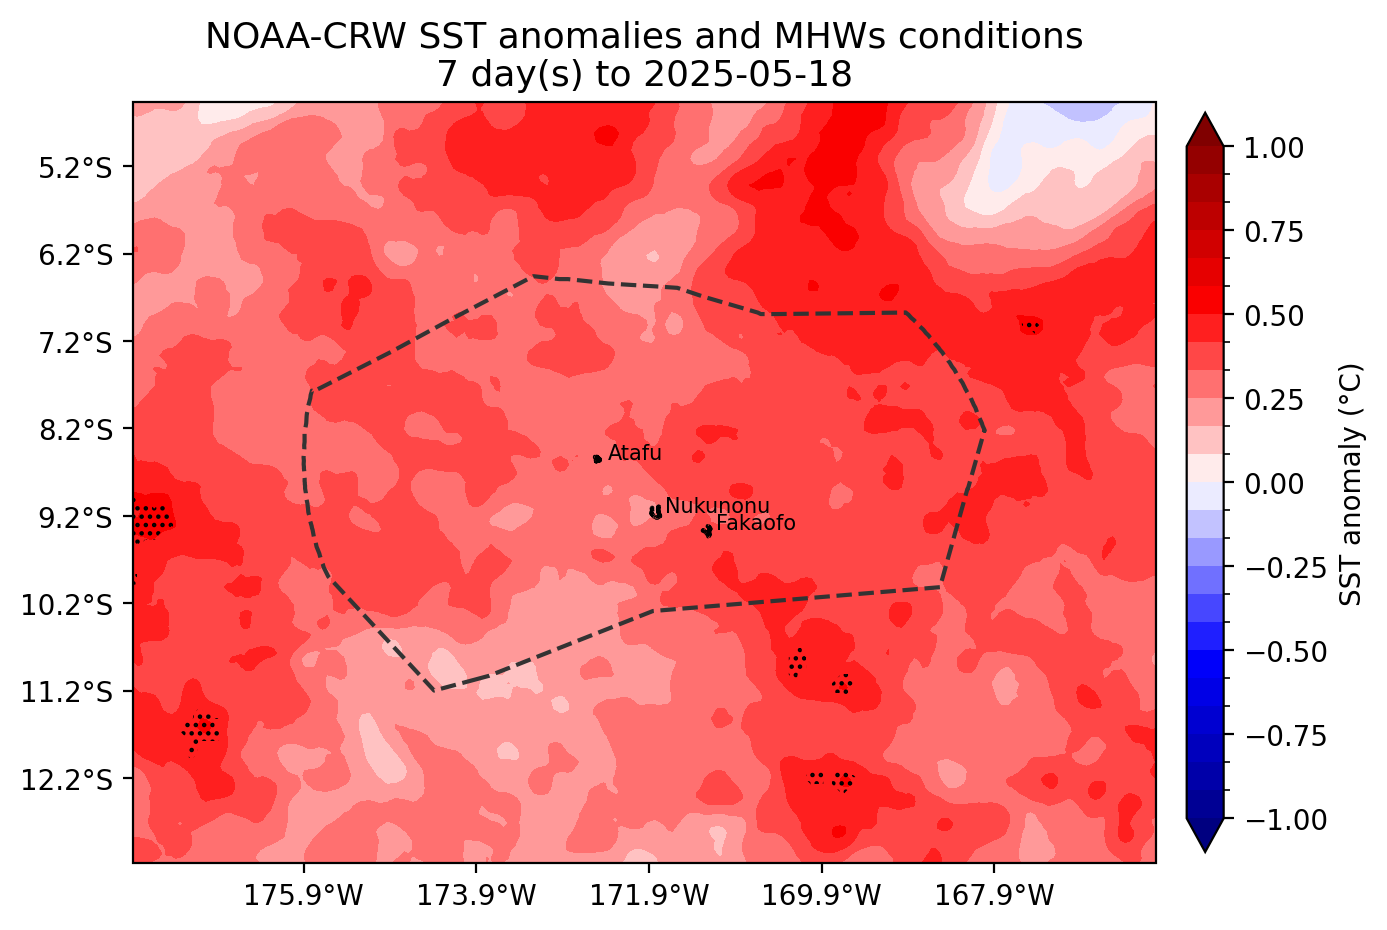 NOAA-CRW SST anomalies and MHWs conditions
7 day(s) to 2025-05-18
5.2°S
6.2°S
7.2°S
8.2°S
9.2°S
10.2°S
11.2°S
12.2°S
Atafu
Nukunonu
Fakaofo
175.9°W
173.9°W
171.9°W
169.9°W
167.9°W
1.00
0.75
0.50
0.25
0.00
−0.25
−0.50
−0.75
−1.00
SST anomaly (°C)